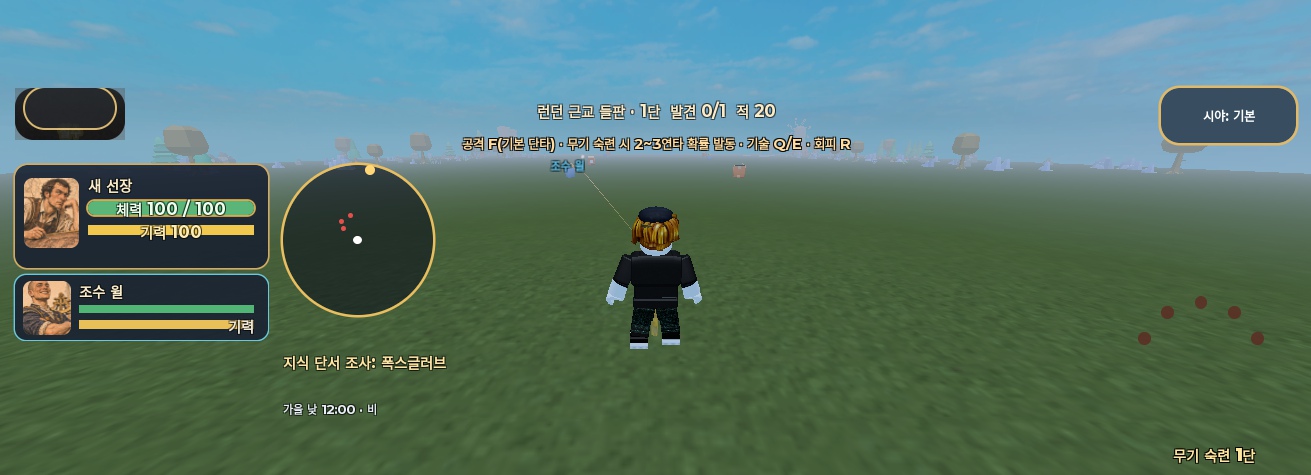 런던 근교 들판 · 1단 발견 0/1 적 20
공격 F(기본 단타) · 무기 숙련 시 2~3연타 확률 발동 · 기술 Q/E · 회피 R
시야: 기본
조수 윌
새 선장
체력 100 / 100
기력 100
조수 윌
기력
지식 단서 조사: 폭스글러브
가을 낮 12:00 · 비
무기 숙련 1단